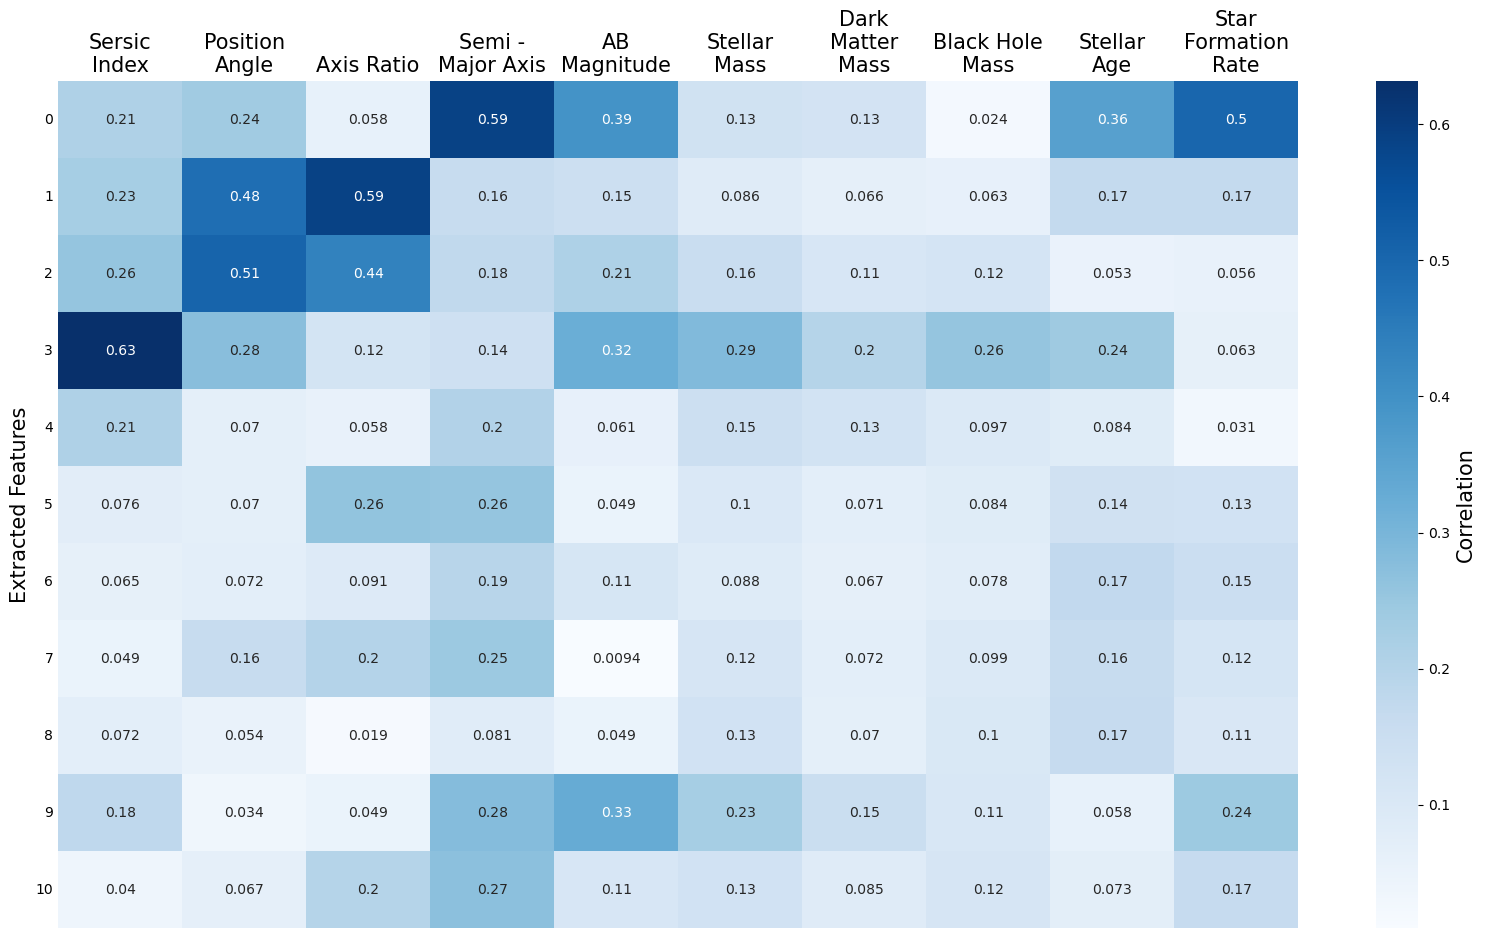 Sersic Index
Position Angle
Axis Ratio
Semi - Major Axis
AB Magnitude
Stellar Mass
Dark Matter Mass
Black Hole Mass
Stellar Age
Star Formation Rate
0 0.21 0.24 0.058 0.59 0.39 0.13 0.13 0.024 0.36 0.5
1 0.23 0.48 0.59 0.16 0.15 0.086 0.066 0.063 0.17 0.17
2 0.26 0.51 0.44 0.18 0.21 0.16 0.11 0.12 0.053 0.056
3 0.63 0.28 0.12 0.14 0.32 0.29 0.2 0.26 0.24 0.063
4 0.21 0.07 0.058 0.2 0.061 0.15 0.13 0.097 0.084 0.031
5 0.076 0.07 0.26 0.26 0.049 0.1 0.071 0.084 0.14 0.13
6 0.065 0.072 0.091 0.19 0.11 0.088 0.067 0.078 0.17 0.15
7 0.049 0.16 0.2 0.25 0.0094 0.12 0.072 0.099 0.16 0.12
8 0.072 0.054 0.019 0.081 0.049 0.13 0.07 0.1 0.17 0.11
9 0.18 0.034 0.049 0.28 0.33 0.23 0.15 0.11 0.058 0.24
10 0.04 0.067 0.2 0.27 0.11 0.13 0.085 0.12 0.073 0.17
Extracted Features
0.6
0.5
0.4
0.3
0.2
0.1
Correlation